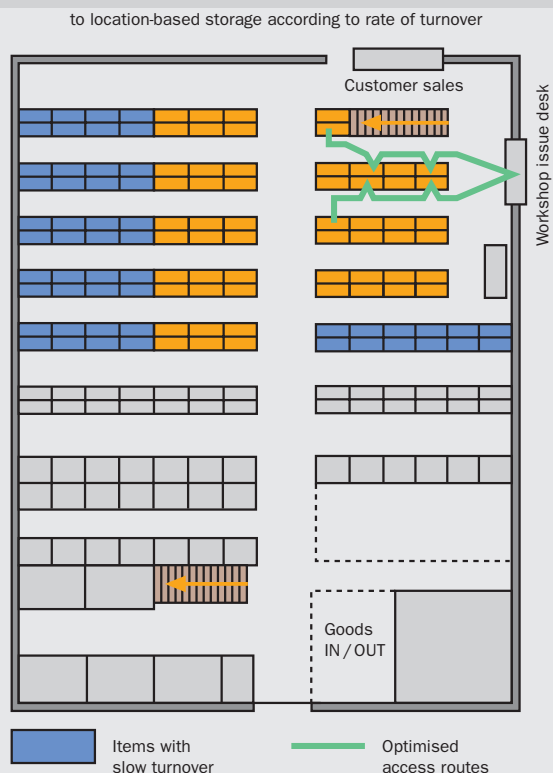 to location-based storage according to rate of turnover
Customer sales
Workshop issue desk
Goods
IN / OUT
Items with
slow turnover
Optimised
access routes